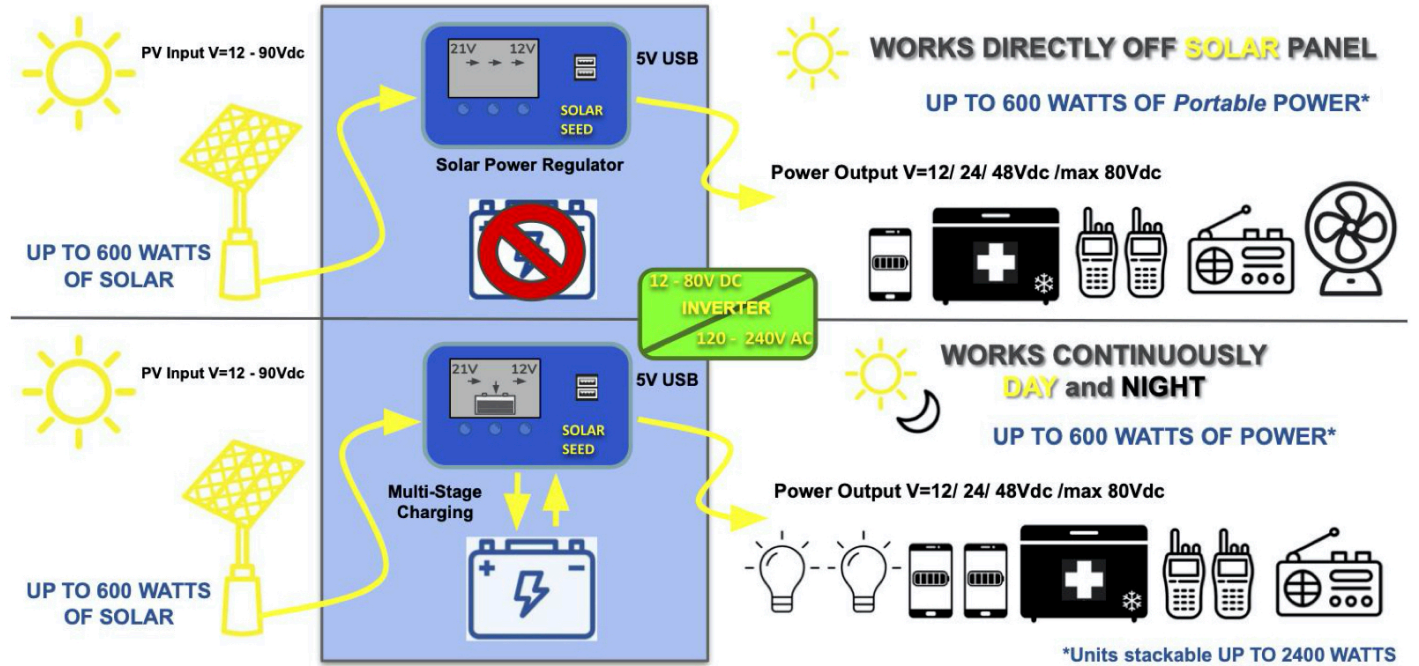 PV Input V=12 - 90Vdc
21V 12V
5V USB
SOLAR
SEED
Solar Power Regulator
UP TO 600 WATTS
OF SOLAR
WORKS DIRECTLY OFF SOLAR PANEL
UP TO 600 WATTS OF Portable POWER*
Power Output V=12/ 24/ 48Vdc /max 80Vdc
12 - 80V DC
INVERTER
120 - 240V AC
PV Input V=12 - 90Vdc
21V 12V
5V USB
SOLAR
SEED
Multi-Stage
Charging
+ −
UP TO 600 WATTS
OF SOLAR
WORKS CONTINUOUSLY
DAY and NIGHT
UP TO 600 WATTS OF POWER*
Power Output V=12/ 24/ 48Vdc /max 80Vdc
*Units stackable UP TO 2400 WATTS